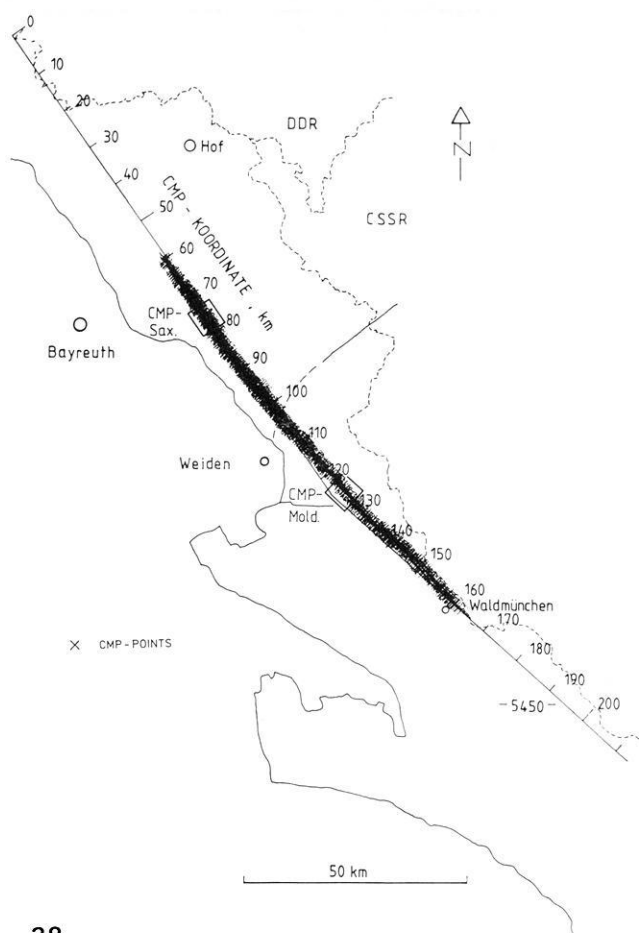 0
10
20
30
40
50
60
70
80
90
100
110
120
130
140
150
160
170
180
190
200
CMP - KOORDINATE , km
DDR
Hof
N
CSSR
CMP-
Sax.
Bayreuth
Weiden
CMP-
Mold.
Waldmünchen
× CMP - POINTS
-5450-
50 km
38